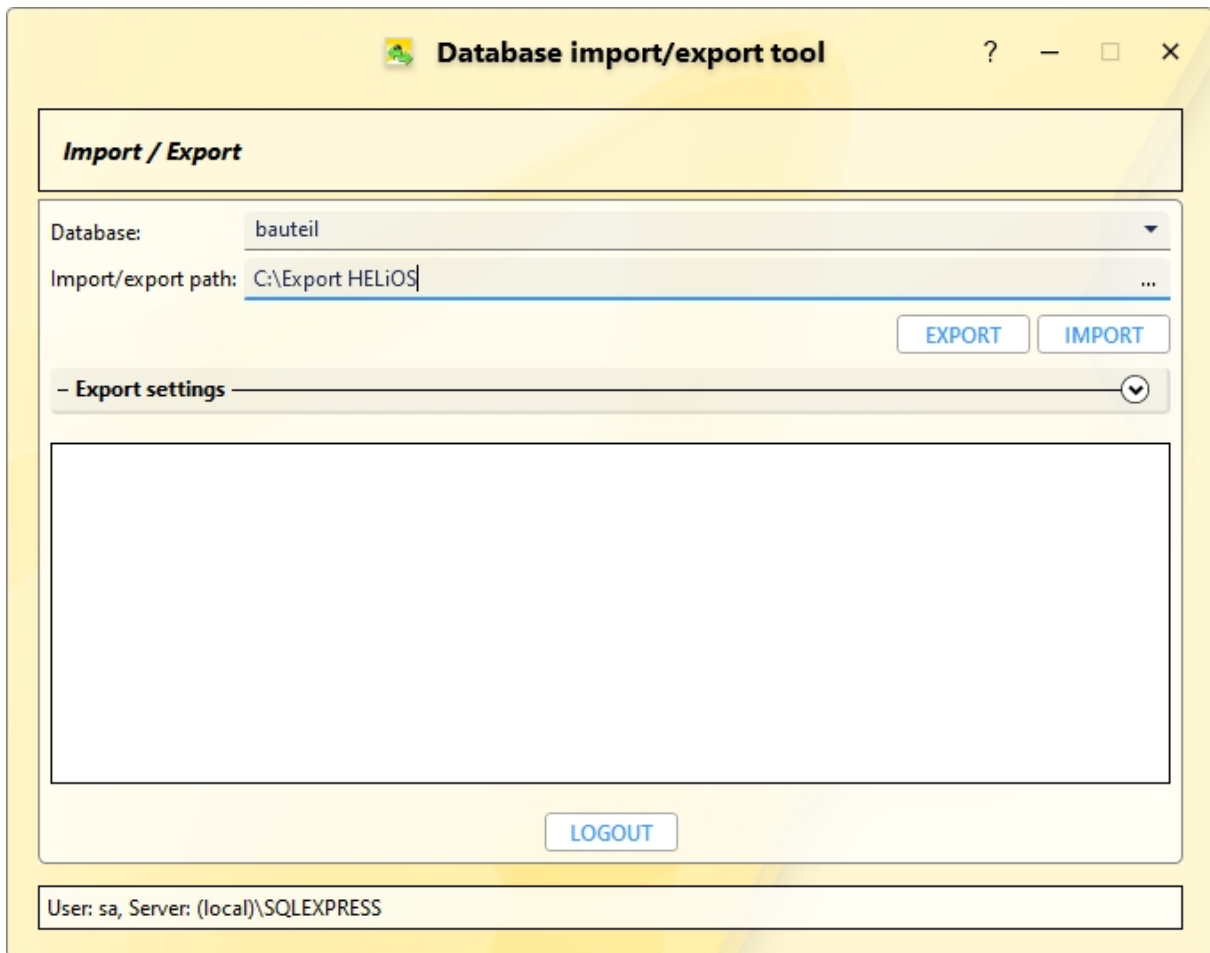 Database import/export tool
Import / Export
Database: bauteil
Import/export path: C:\Export HELiOS ...
EXPORT IMPORT
– Export settings
LOGOUT
User: sa, Server: (local)\SQLEXPRESS